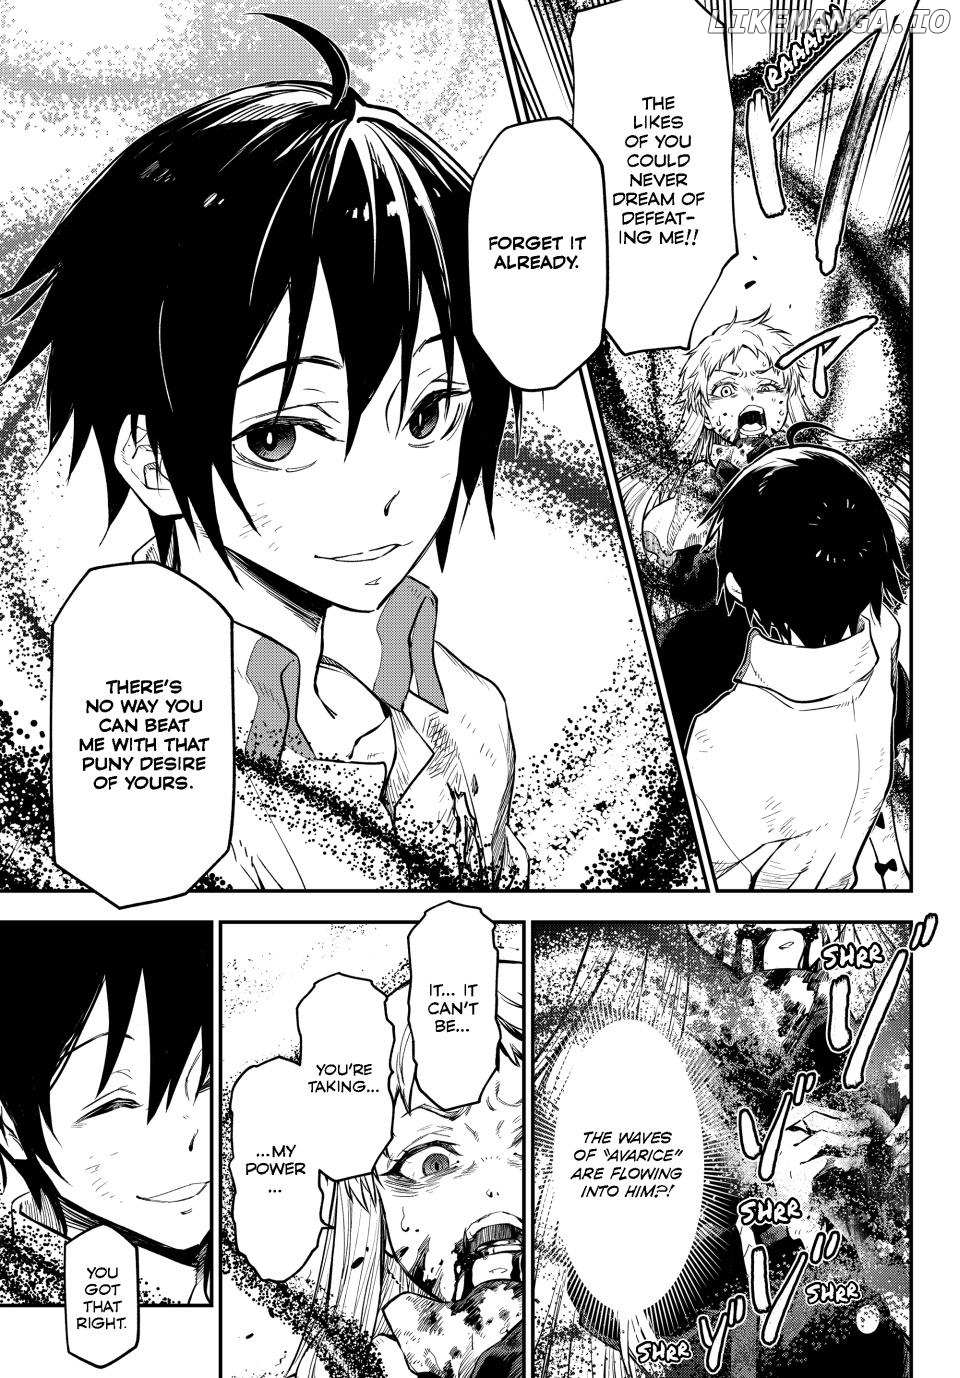 LIKEMANGA.IO
RAAAAHH
THE
LIKES
OF YOU
COULD
NEVER
DREAM OF
DEFEAT-
ING ME!!
FORGET IT
ALREADY.
THERE'S
NO WAY YOU
CAN BEAT
ME WITH THAT
PUNY DESIRE
OF YOURS.
SHRR
THE WAVES
OF "AVARICE"
ARE FLOWING
INTO HIM?!
SHRR
SHRR
SHRR
IT... IT
CAN'T
BE...
YOU'RE
TAKING...
...MY
POWER
...
YOU
GOT
THAT
RIGHT.